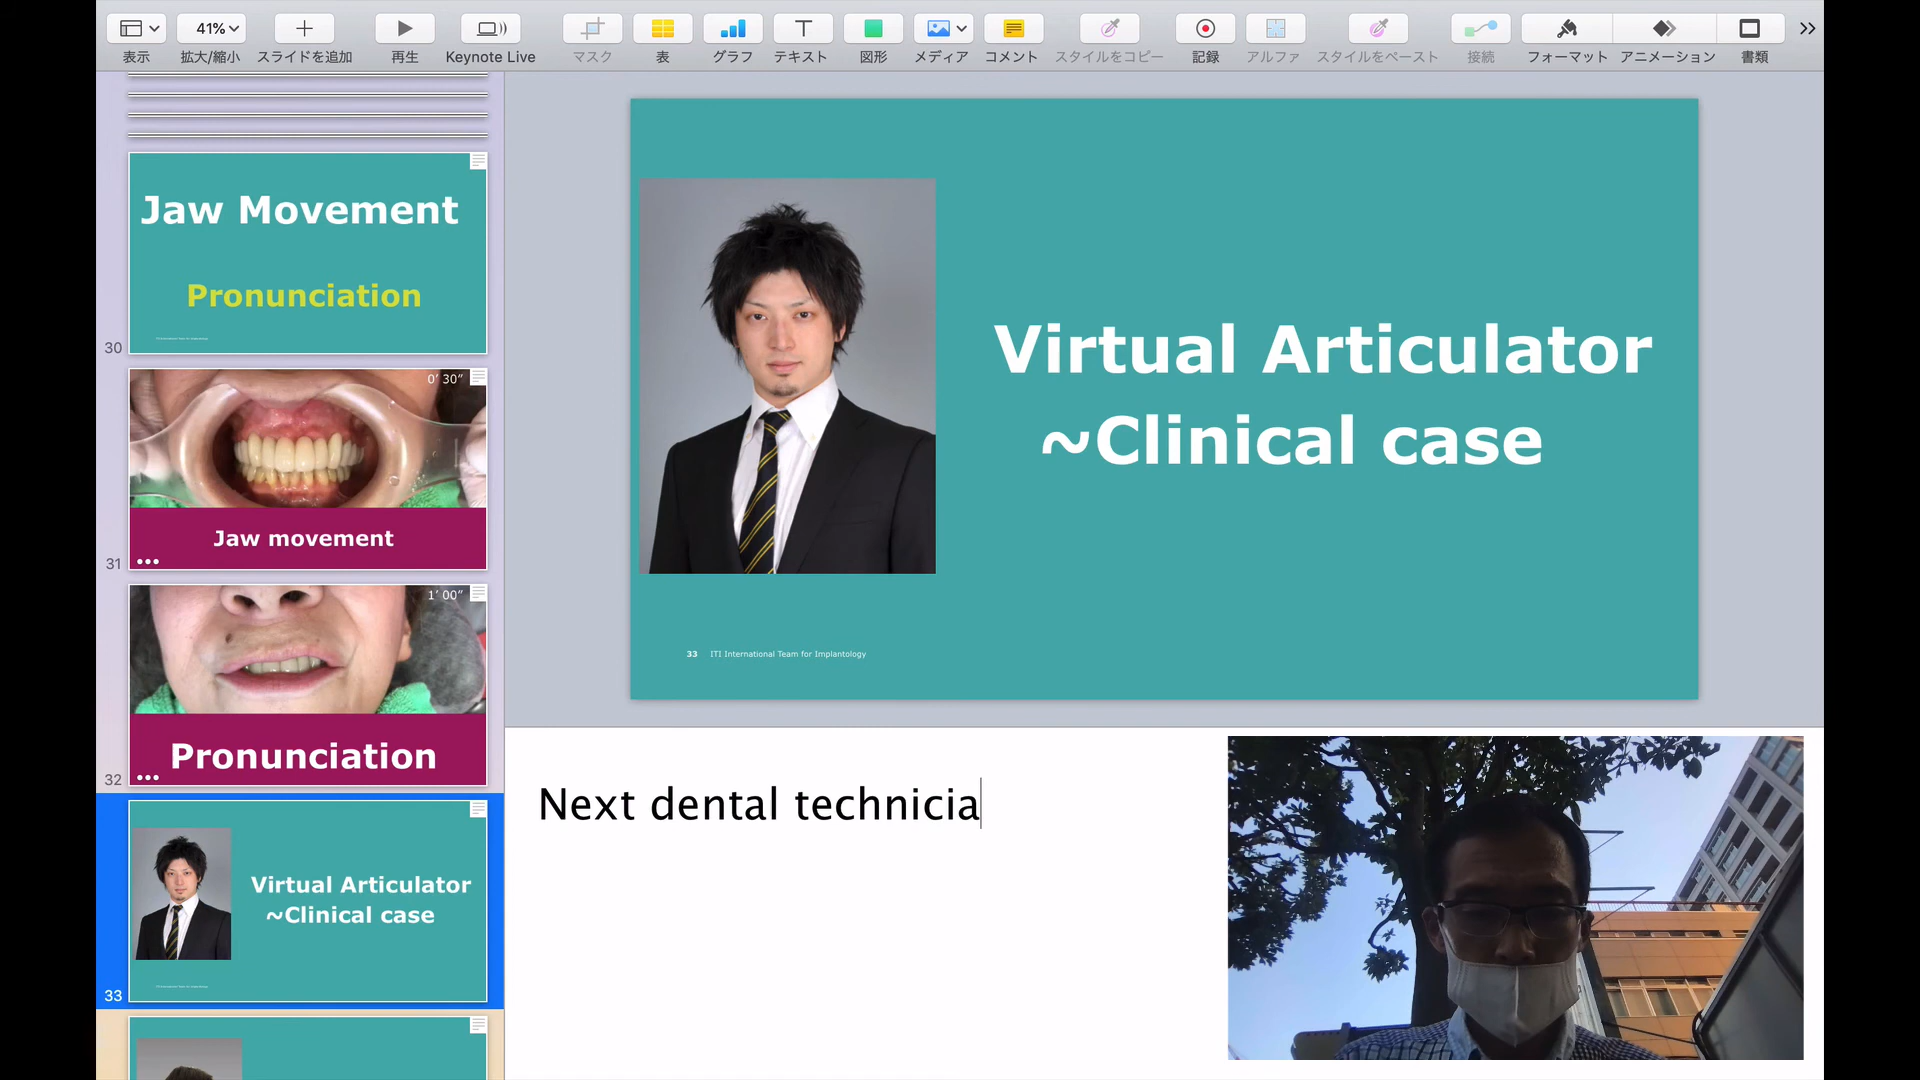 41%
表示
拡大/縮小
スライドを追加
再生
Keynote Live
マスク
表
グラフ
テキスト
図形
メディア
コメント
スタイルをコピー
記録
アルファ
スタイルをペースト
接続
フォーマット
アニメーション
書類
Jaw Movement
Pronunciation
30
0' 30"
Jaw movement
31
1' 00"
Pronunciation
32
Virtual Articulator
~Clinical case
33
Virtual Articulator
~Clinical case
33 ITI International Team for Implantology
Next dental technicia